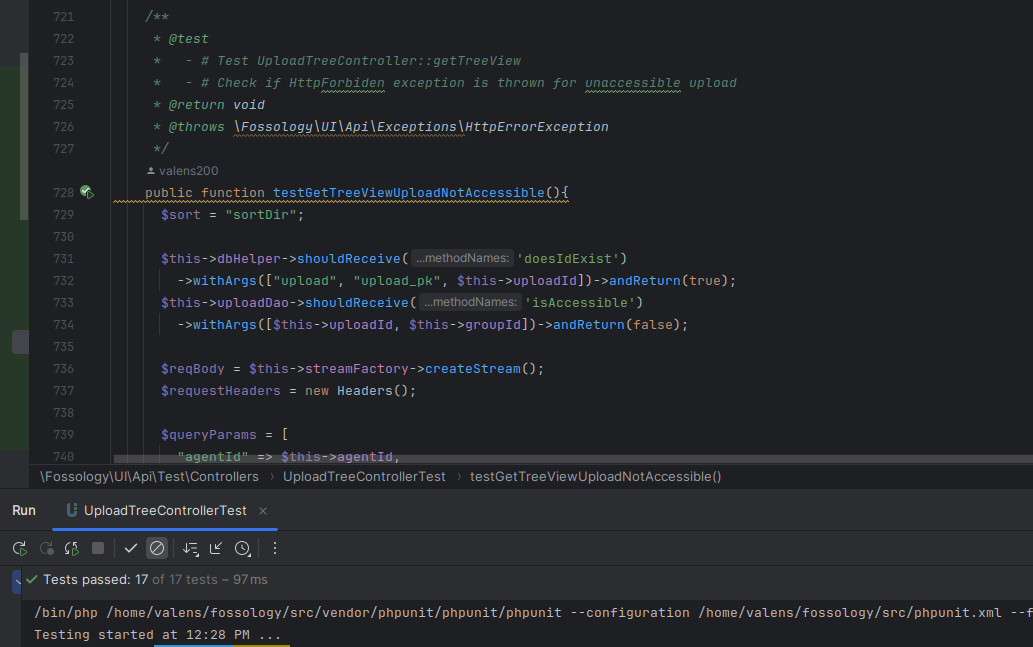 721 /**
722 * @test
723 * - # Test UploadTreeController::getTreeView
724 * - # Check if HttpForbiden exception is thrown for unaccessible upload
725 * @return void
726 * @throws \Fossology\UI\Api\Exceptions\HttpErrorException
727 */
valens200
728 public function testGetTreeViewUploadNotAccessible(){
729 $sort = "sortDir";
730
731 $this->dbHelper->shouldReceive( ...methodNames: 'doesIdExist')
732 ->withArgs(["upload", "upload_pk", $this->uploadId])->andReturn(true);
733 $this->uploadDao->shouldReceive( ...methodNames: 'isAccessible')
734 ->withArgs([$this->uploadId, $this->groupId])->andReturn(false);
735
736 $reqBody = $this->streamFactory->createStream();
737 $requestHeaders = new Headers();
738
739 $queryParams = [
740 "agentId" => $this->agentId,
\Fossology\UI\Api\Test\Controllers › UploadTreeControllerTest › testGetTreeViewUploadNotAccessible()
Run UploadTreeControllerTest ×
Tests passed: 17 of 17 tests – 97 ms
/bin/php /home/valens/fossology/src/vendor/phpunit/phpunit/phpunit --configuration /home/valens/fossology/src/phpunit.xml --f
Testing started at 12:28 PM ...